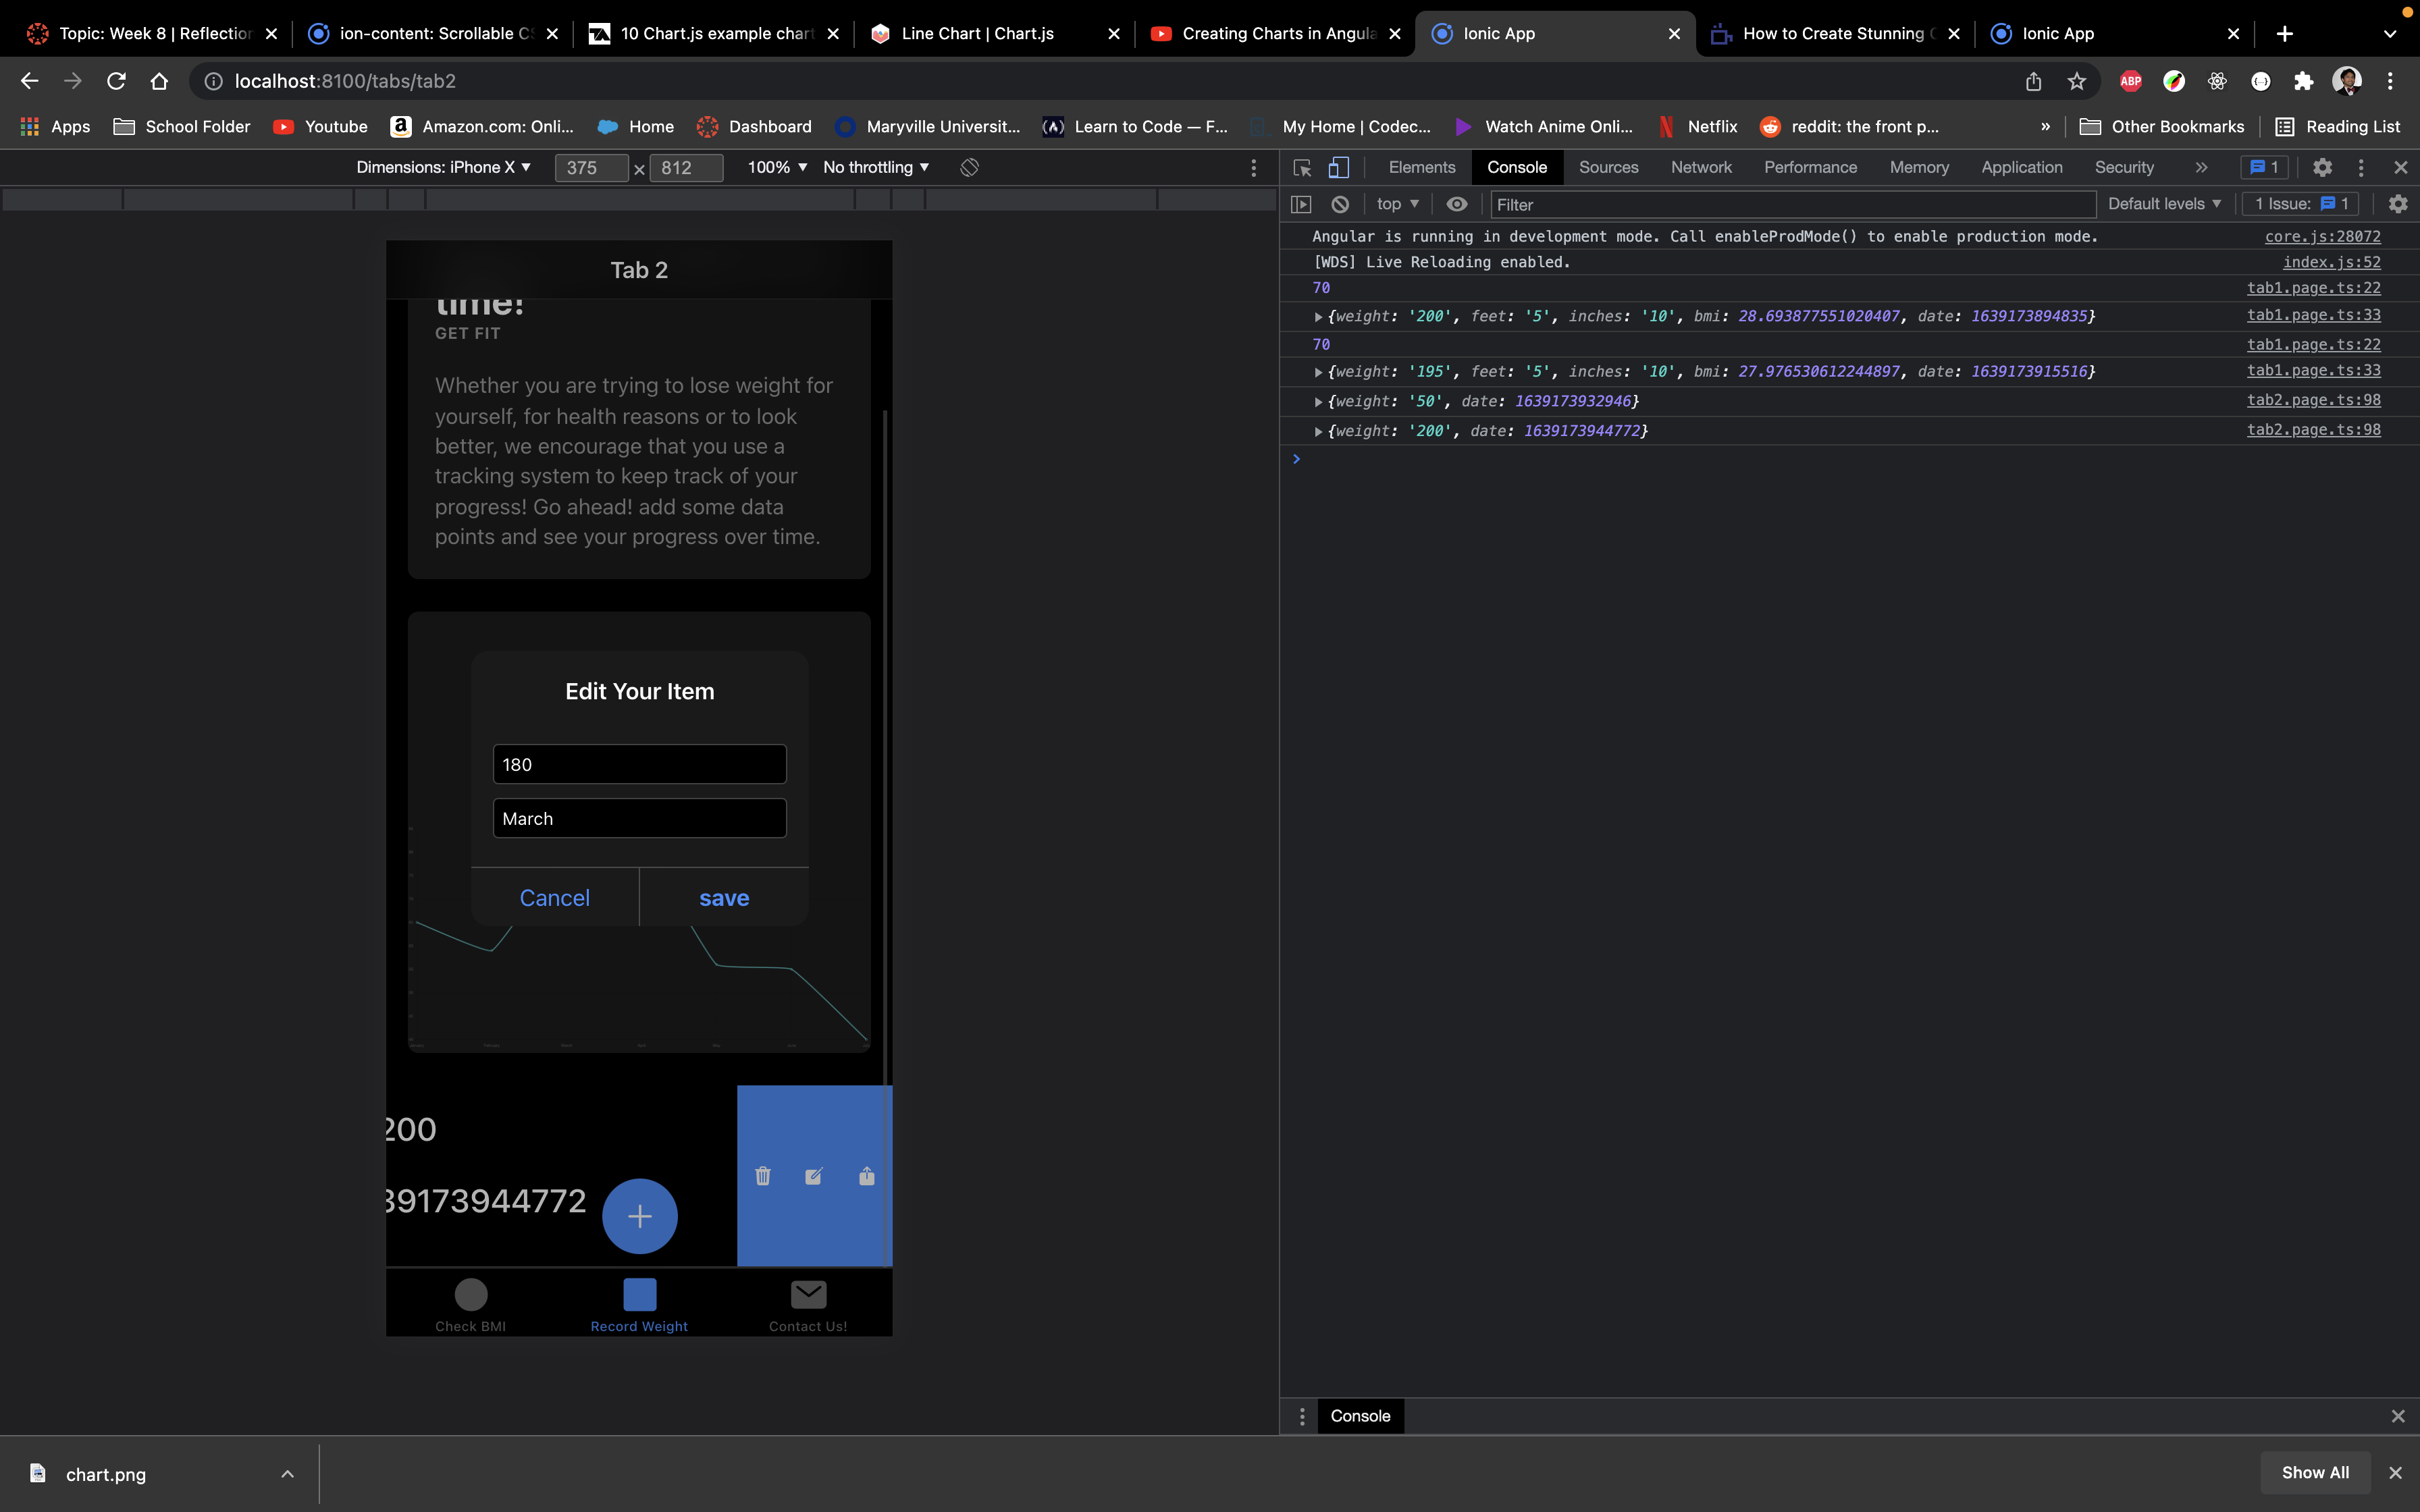 Topic: Week 8 | Reflection
ion-content: Scrollable CS
10 Chart.js example chart
Line Chart | Chart.js
Creating Charts in Angula
Ionic App
How to Create Stunning C
Ionic App
localhost:8100/tabs/tab2
ABP
Apps
School Folder
Youtube
Amazon.com: Onli...
Home
Dashboard
Maryville Universit...
Learn to Code — F...
My Home | Codec...
Watch Anime Onli...
Netflix
reddit: the front p...
»
Other Bookmarks
Reading List
Dimensions: iPhone X ▼
375 × 812
100% ▼
No throttling ▼
Elements
Console
Sources
Network
Performance
Memory
Application
Security
»
1
top ▼
Filter
Default levels ▼
1 Issue: 1
Tab 2
time!
GET FIT
Whether you are trying to lose weight for
yourself, for health reasons or to look
better, we encourage that you use a
tracking system to keep track of your
progress! Go ahead! add some data
points and see your progress over time.
Edit Your Item
180
March
Cancel
save
200
39173944772
Check BMI
Record Weight
Contact Us!
Angular is running in development mode. Call enableProdMode() to enable production mode. core.js:28072
[WDS] Live Reloading enabled. index.js:52
70 tab1.page.ts:22
▶{weight: '200', feet: '5', inches: '10', bmi: 28.693877551020407, date: 1639173894835} tab1.page.ts:33
70 tab1.page.ts:22
▶{weight: '195', feet: '5', inches: '10', bmi: 27.976530612244897, date: 1639173915516} tab1.page.ts:33
▶{weight: '50', date: 1639173932946} tab2.page.ts:98
▶{weight: '200', date: 1639173944772} tab2.page.ts:98
Console
chart.png
Show All